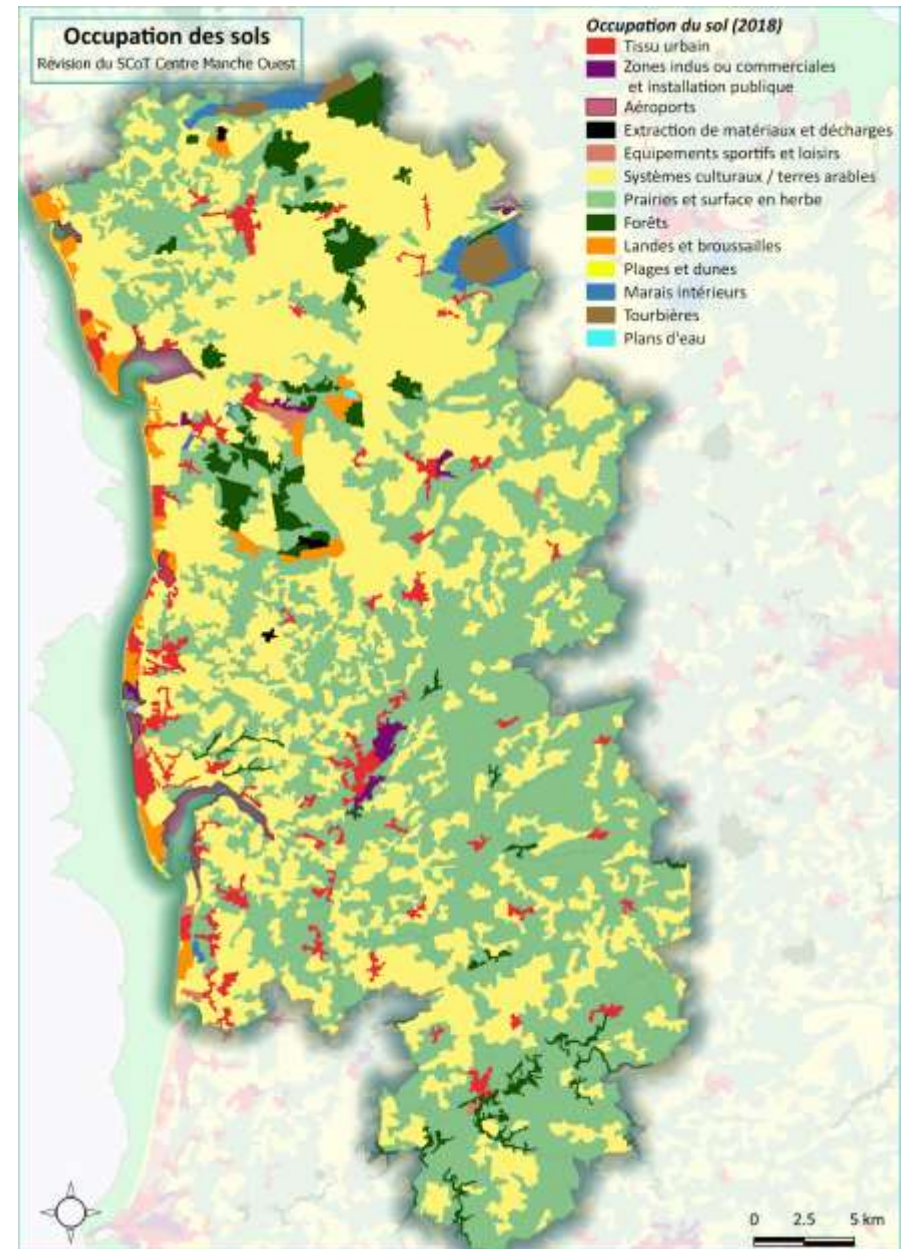 Occupation des sols
Révision du SCoT Centre Manche Ouest
Occupation du sol (2018)
Tissu urbain
Zones indus ou commerciales
et installation publique
Aéroports
Extraction de matériaux et décharges
Equipements sportifs et loisirs
Systèmes culturaux / terres arables
Prairies et surface en herbe
Forêts
Landes et broussailles
Plages et dunes
Marais intérieurs
Tourbières
Plans d'eau
0 2.5 5 km